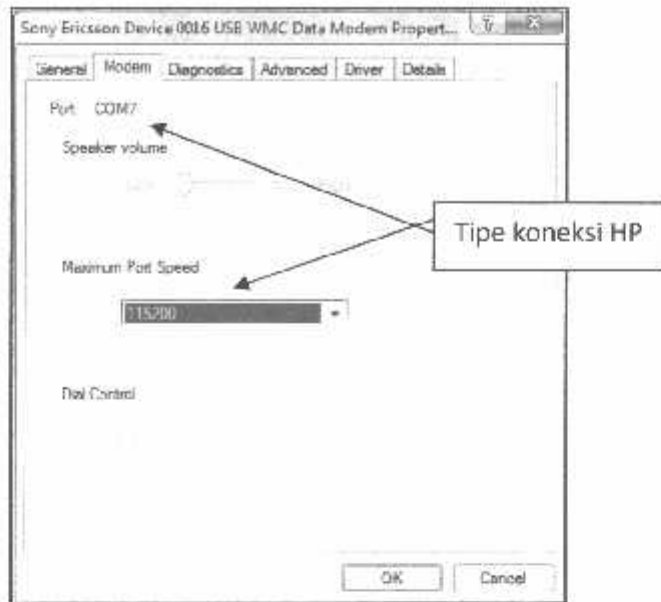 Sony Ericsson Device 0016 USB WMC Data Modem Propert...
General Modem Diagnostics Advanced Driver Details
Port COM7
Speaker volume
Tipe koneksi HP
Maximum Port Speed
115200
Dial Control
OK Cancel